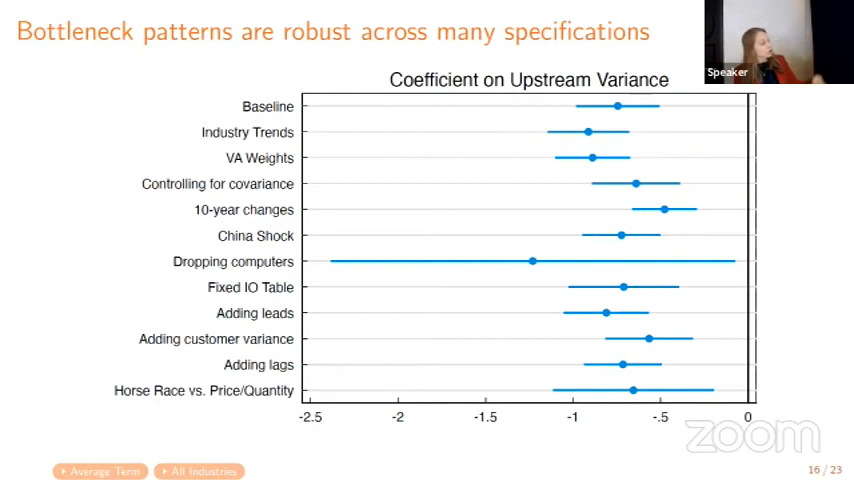 Bottleneck patterns are robust across many specifications
Speaker
Coefficient on Upstream Variance
Baseline
Industry Trends
VA Weights
Controlling for covariance
10-year changes
China Shock
Dropping computers
Fixed IO Table
Adding leads
Adding customer variance
Adding lags
Horse Race vs. Price/Quantity
-2.5 -2 -1.5 -1 -.5 0
zoom
Average Term All Industries 16 / 23